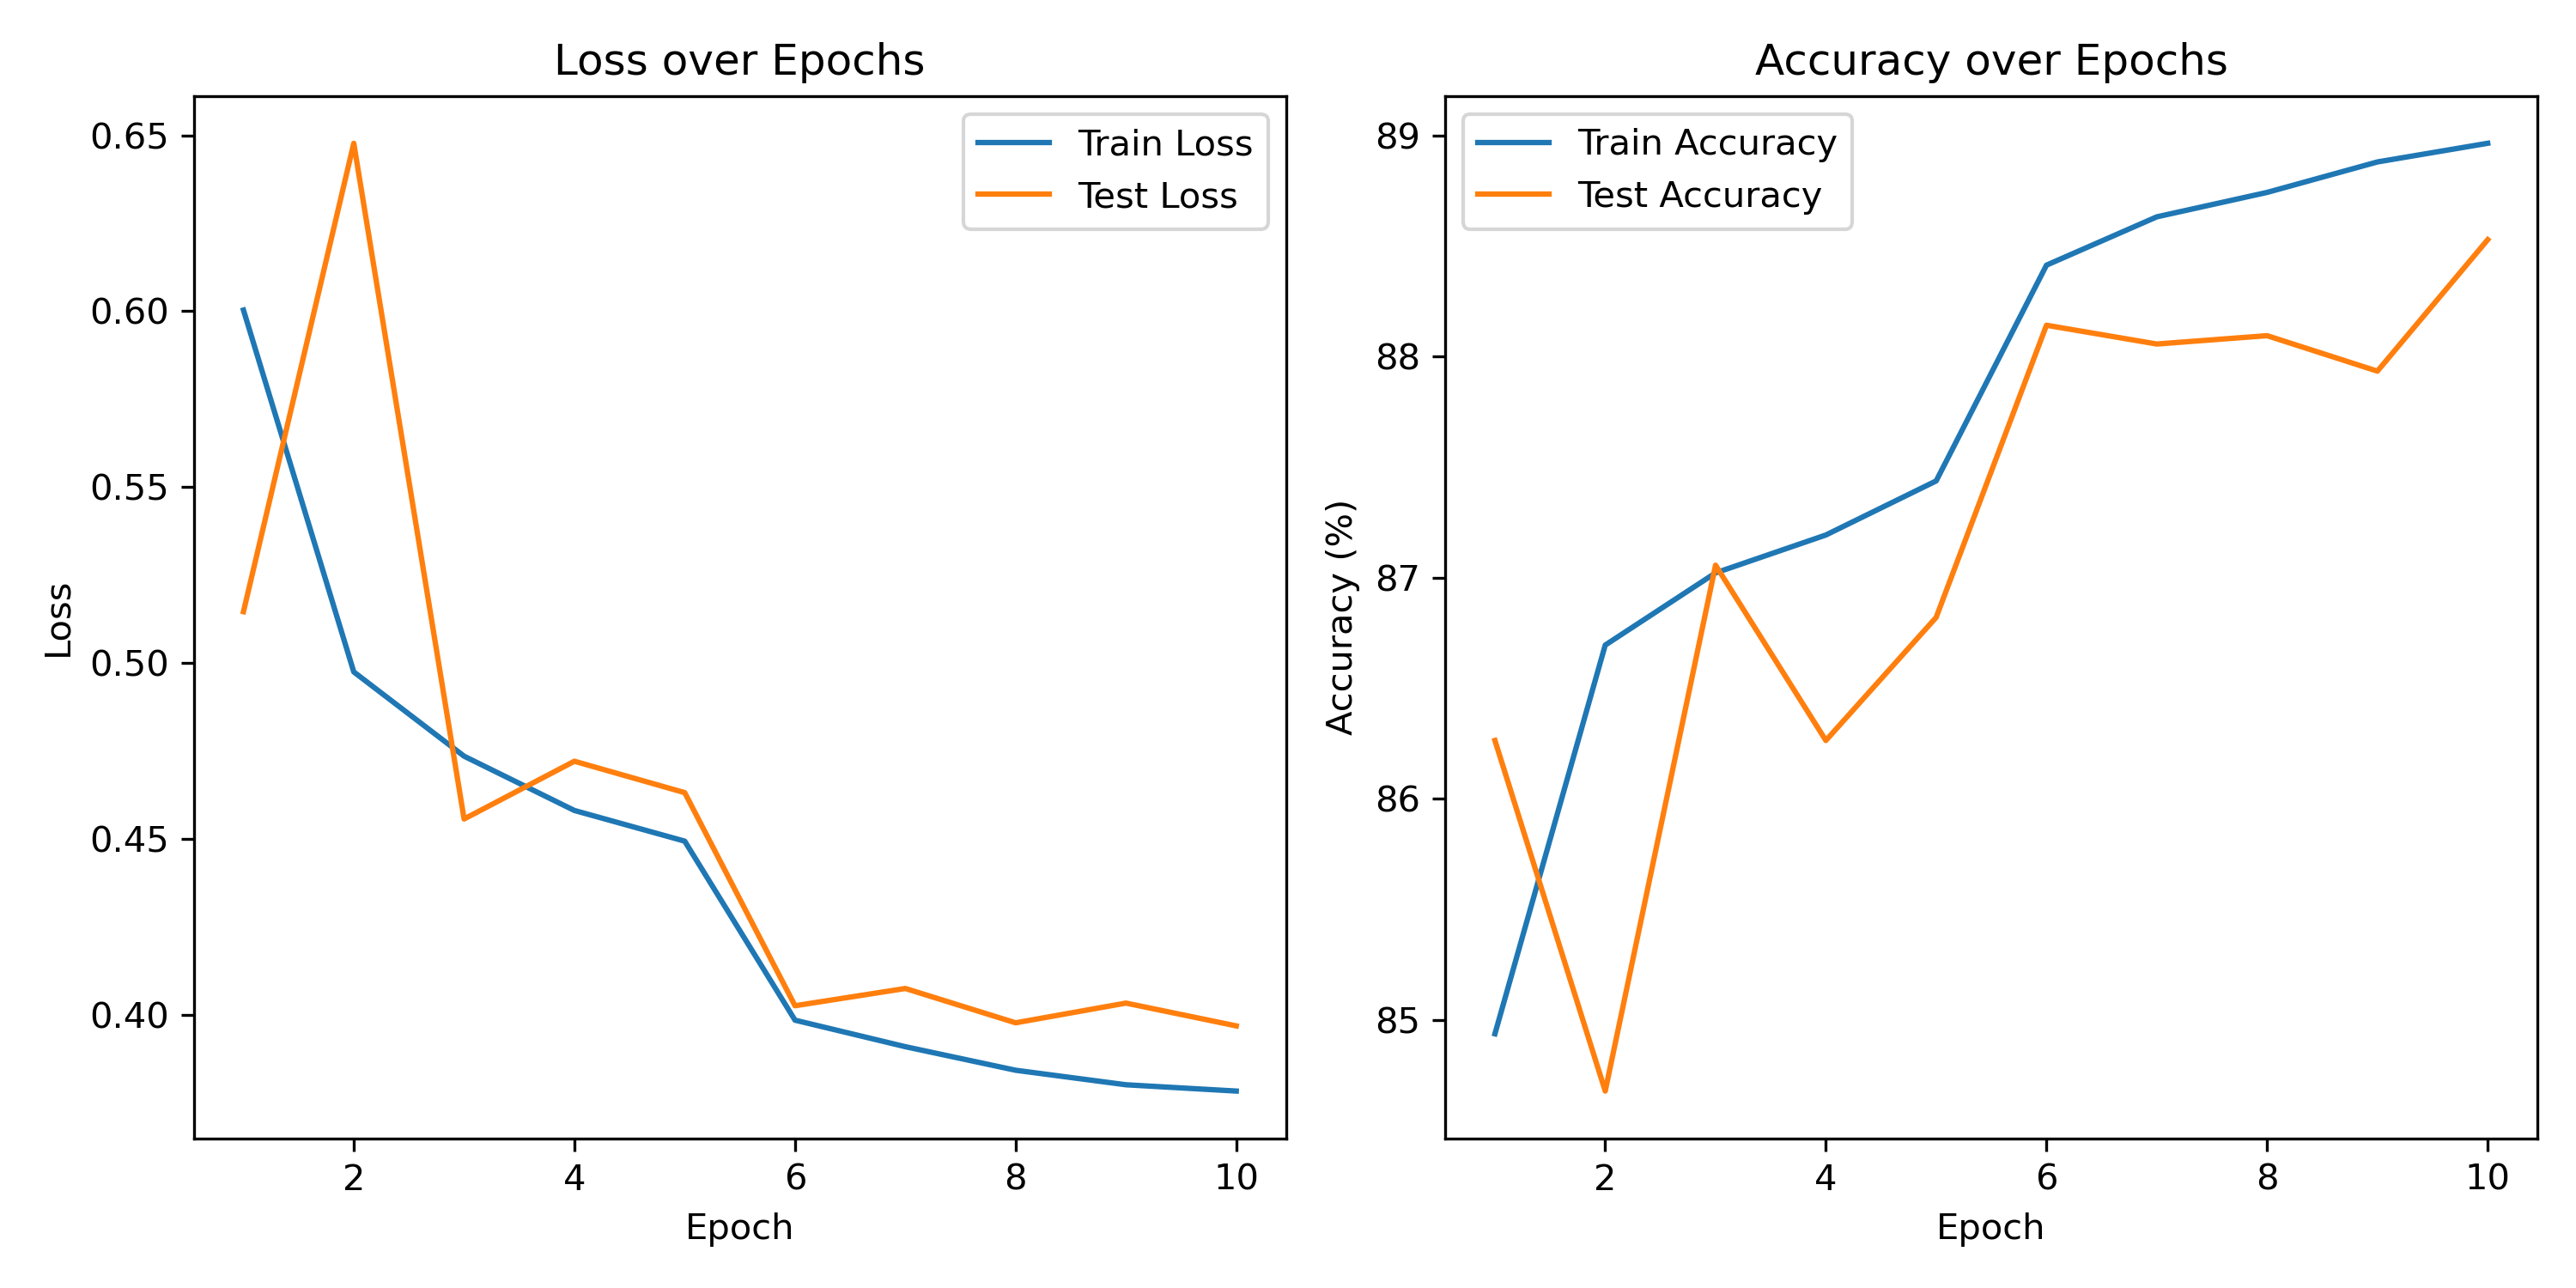 Loss over Epochs
Train Loss
Test Loss
0.65
0.60
0.55
0.50
0.45
0.40
Loss
2 4 6 8 10
Epoch
Accuracy over Epochs
Train Accuracy
Test Accuracy
89
88
87
86
85
Accuracy (%)
2 4 6 8 10
Epoch